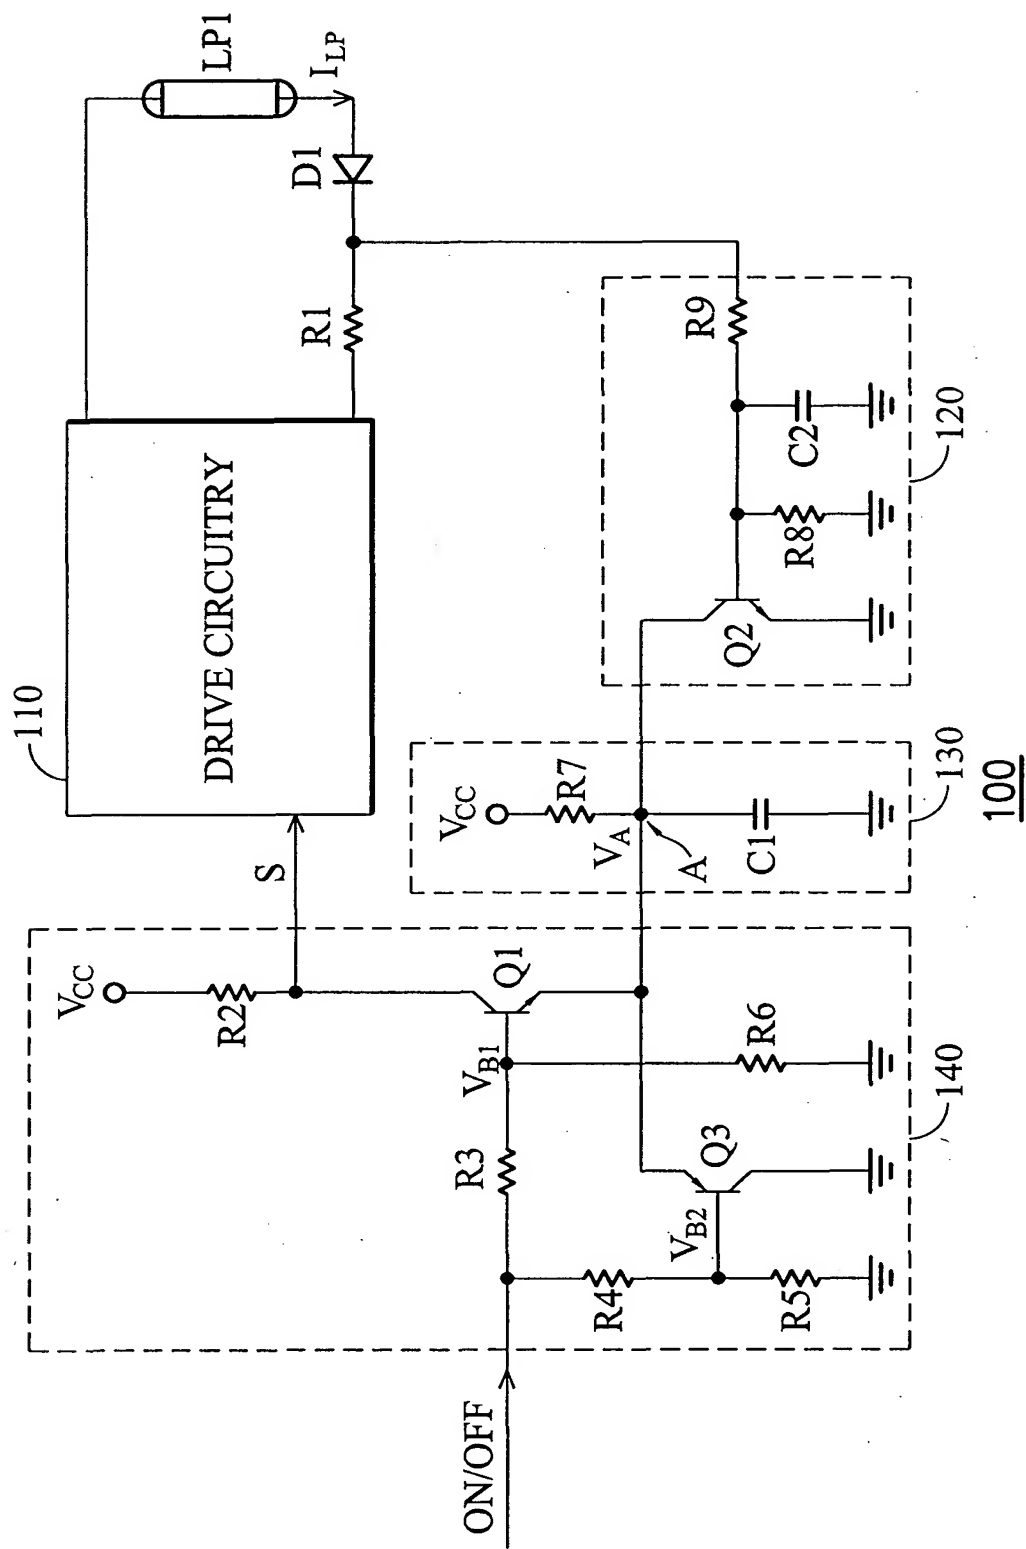 110
DRIVE CIRCUITRY
LP1
I_LP
D1
R1
S
V_CC
R2
Q1
V_B1
R3
R6
Q3
V_B2
R4
R5
ON/OFF
140
V_CC
R7
V_A
A
C1
130
Q2
R8
C2
R9
120
100